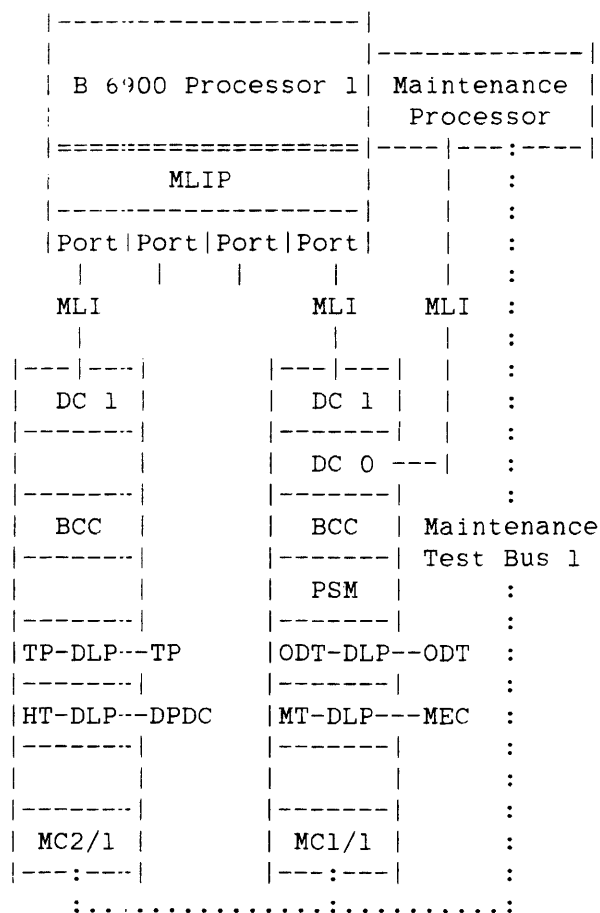 B 6900 Processor 1 Maintenance
Processor
MLIP
Port Port Port Port
MLI MLI MLI
DC 1 DC 1
DC 0
BCC BCC Maintenance
Test Bus 1
PSM
TP-DLP---TP ODT-DLP--ODT
HT-DLP---DPDC MT-DLP---MEC
MC2/1 MC1/1